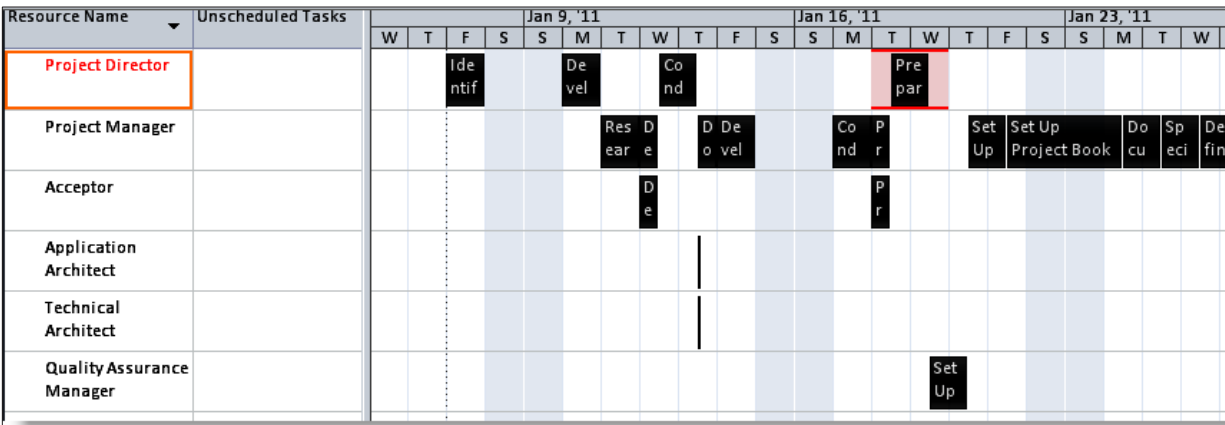 Resource Name
Unscheduled Tasks
Jan 9, '11
Jan 16, '11
Jan 23, '11
W T F S S M T W T F S S M T W T F S S M T W
Project Director
Ide
ntif
De
vel
Co
nd
Pre
par
Project Manager
Res
ear
D
e
D
o
De
vel
Co
nd
P
r
Set
Up
Set Up
Project Book
Do
cu
Sp
eci
De
fin
Acceptor
D
e
P
r
Application
Architect
Technical
Architect
Quality Assurance
Manager
Set
Up